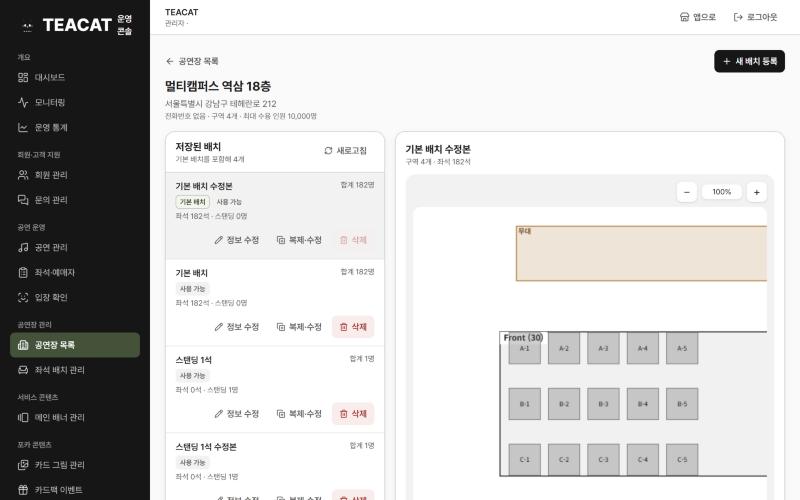 TEACAT 운영 콘솔
개요
대시보드
모니터링
운영 통계
회원·고객 지원
회원 관리
문의 관리
공연 운영
공연 관리
좌석·예매자
입장 확인
공연장 관리
공연장 목록
좌석 배치 관리
서비스 콘텐츠
메인 배너 관리
포카 콘텐츠
카드 그림 관리
카드팩 이벤트
TEACAT
관리자 ·
앱으로
로그아웃
공연장 목록
+ 새 배치 등록
멀티캠퍼스 역삼 18층
서울특별시 강남구 테헤란로 212
전화번호 없음 · 구역 4개 · 최대 수용 인원 10,000명
저장된 배치
기본 배치를 포함해 4개
새로고침
기본 배치 수정본
합계 182명
기본 배치 사용 가능
좌석 182석 · 스탠딩 0명
정보 수정 복제·수정 삭제
기본 배치
합계 182명
사용 가능
좌석 182석 · 스탠딩 0명
정보 수정 복제·수정 삭제
스탠딩 1석
합계 1명
사용 가능
좌석 0석 · 스탠딩 1명
정보 수정 복제·수정 삭제
스탠딩 1석 수정본
합계 1명
사용 가능
좌석 0석 · 스탠딩 1명
정보 수정 복제·수정 삭제
기본 배치 수정본
구역 4개 · 좌석 182석
− 100% +
무대
Front (30)
A-1 A-2 A-3 A-4 A-5
B-1 B-2 B-3 B-4 B-5
C-1 C-2 C-3 C-4 C-5